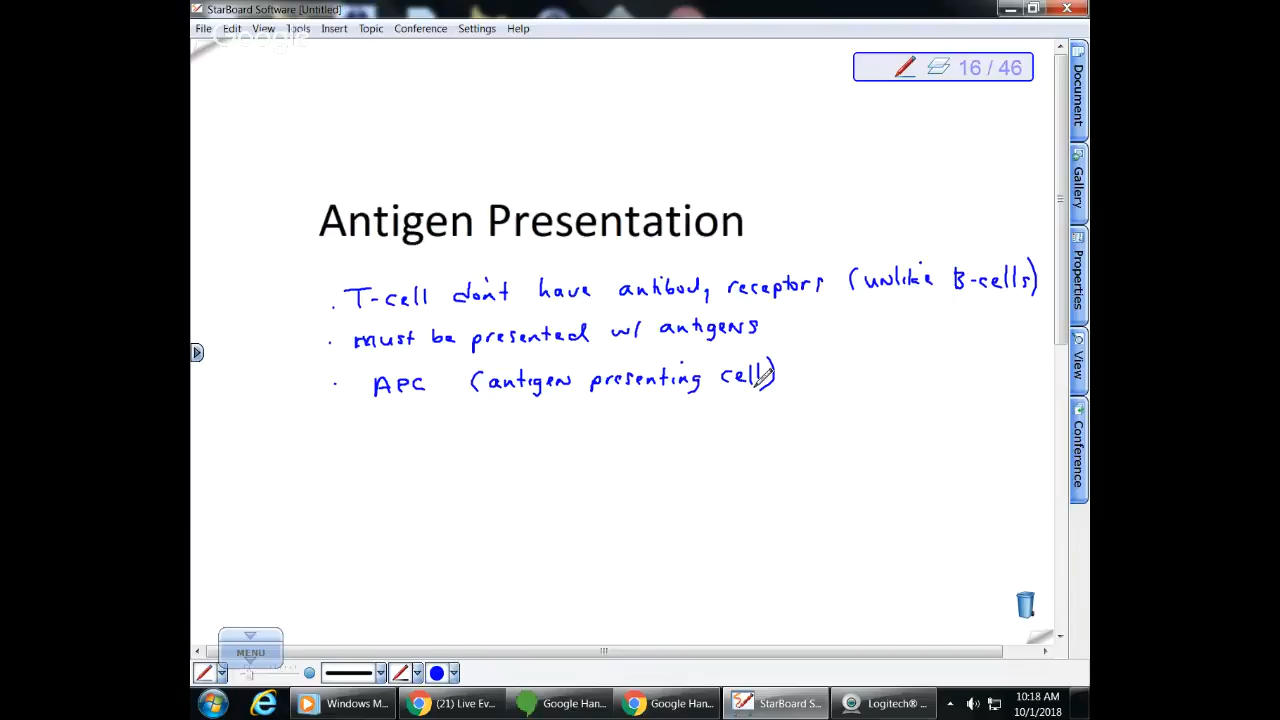 StarBoard Software [Untitled]
File Edit View Tools Insert Topic Conference Settings Help
Google
16 / 46
Document
Gallery
Properties
View
Conference
Antigen Presentation
. T-cell don't have antibody receptors (unlike B-cells)
. must be presented w/ antigens
. APC (antigen presenting cell)
MENU
Windows M...
(21) Live Ev...
Google Han...
Google Han...
StarBoard S...
Logitech® ...
10:18 AM
10/1/2018